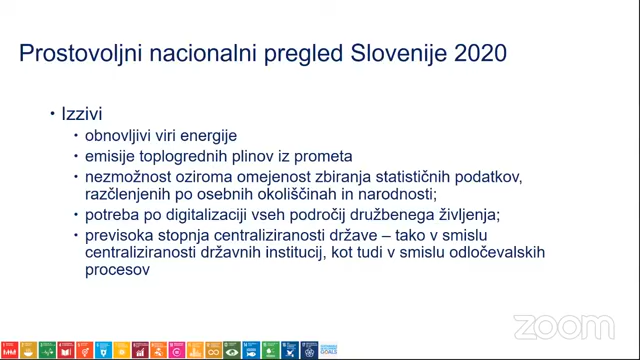 Prostovoljni nacionalni pregled Slovenije 2020
• Izzivi
• obnovljivi viri energije
• emisije toplogrednih plinov iz prometa
• nezmožnost oziroma omejenost zbiranja statističnih podatkov,
razčlenjenih po osebnih okoliščinah in narodnosti;
• potreba po digitalizaciji vseh področij družbenega življenja;
• previsoka stopnja centraliziranosti države – tako v smislu
centraliziranosti državnih institucij, kot tudi v smislu odločevalskih
procesov
zoom
GOALS